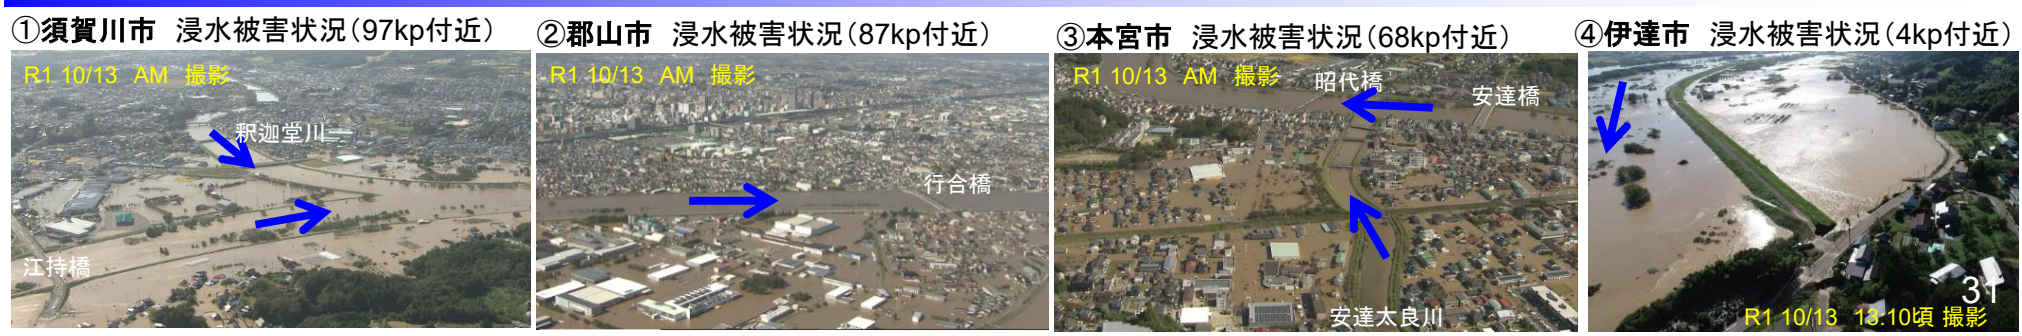 ①須賀川市 浸水被害状況(97kp付近)
R1 10/13 AM 撮影
釈迦堂川
江持橋
②郡山市 浸水被害状況(87kp付近)
R1 10/13 AM 撮影
行合橋
③本宮市 浸水被害状況(68kp付近)
R1 10/13 AM 撮影
昭代橋
安達橋
安達太良川
④伊達市 浸水被害状況(4kp付近)
31
R1 10/13 13:10頃 撮影